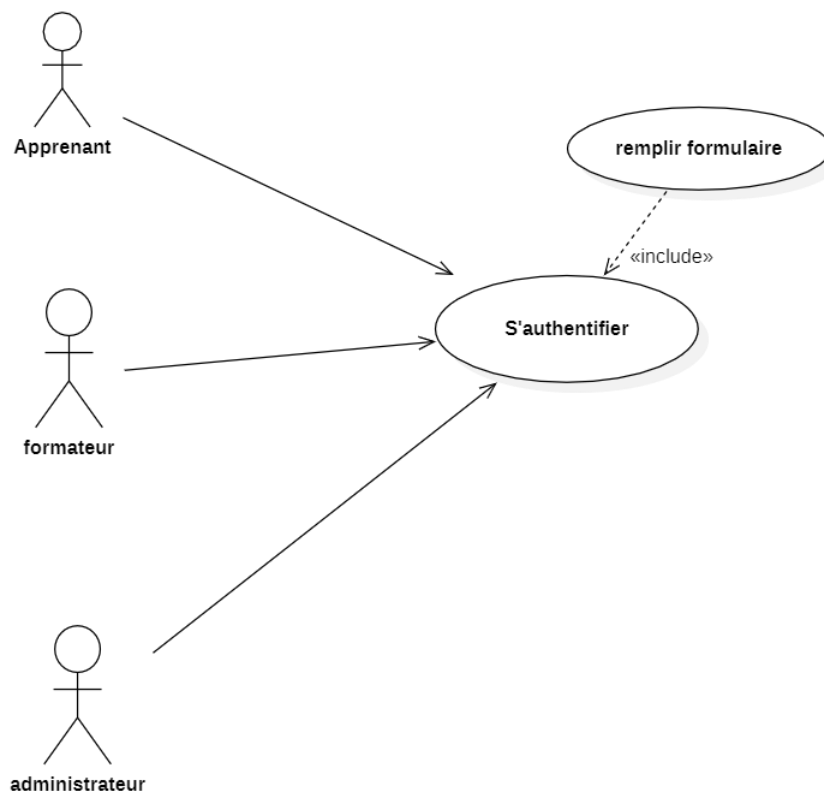 Apprenant
remplir formulaire
«include»
S'authentifier
formateur
administrateur